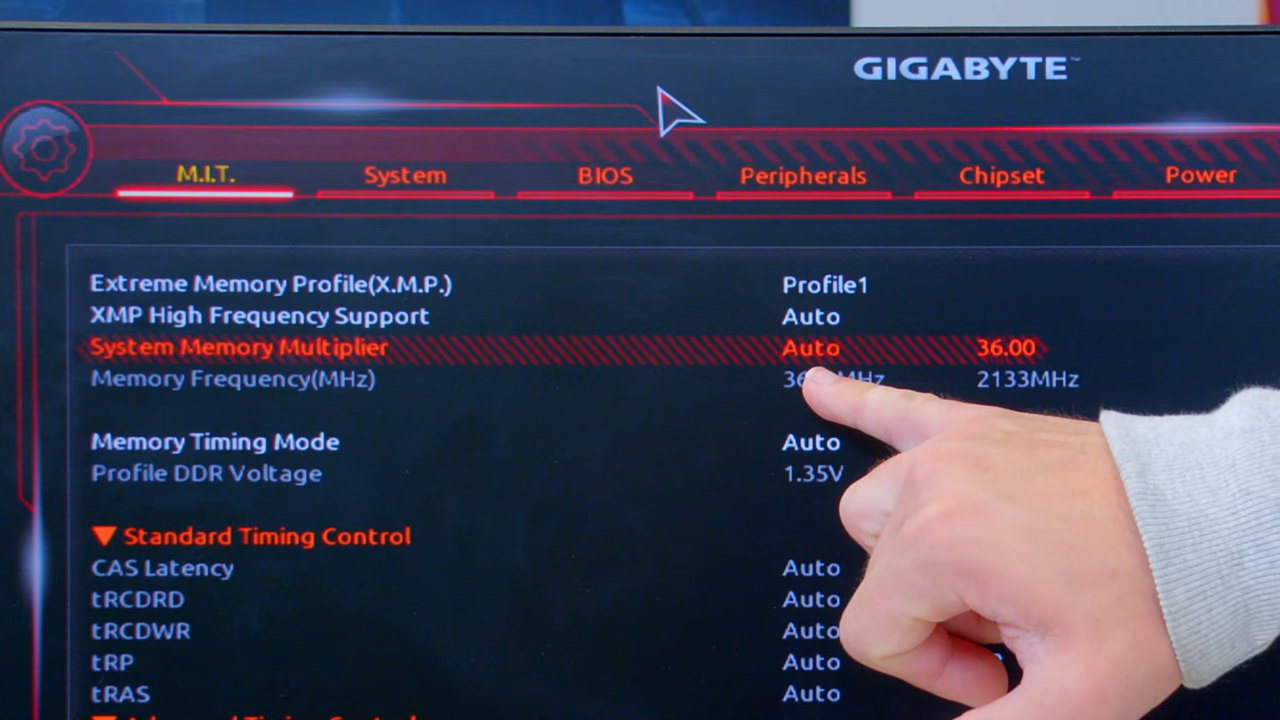 GIGABYTE™
M.I.T. System BIOS Peripherals Chipset Power
Extreme Memory Profile(X.M.P.) Profile1
XMP High Frequency Support Auto
System Memory Multiplier Auto 36.00
Memory Frequency(MHz) 2133MHz
Memory Timing Mode Auto
Profile DDR Voltage 1.35V
▼ Standard Timing Control
CAS Latency Auto
tRCDRD Auto
tRCDWR Auto
tRP Auto
tRAS Auto